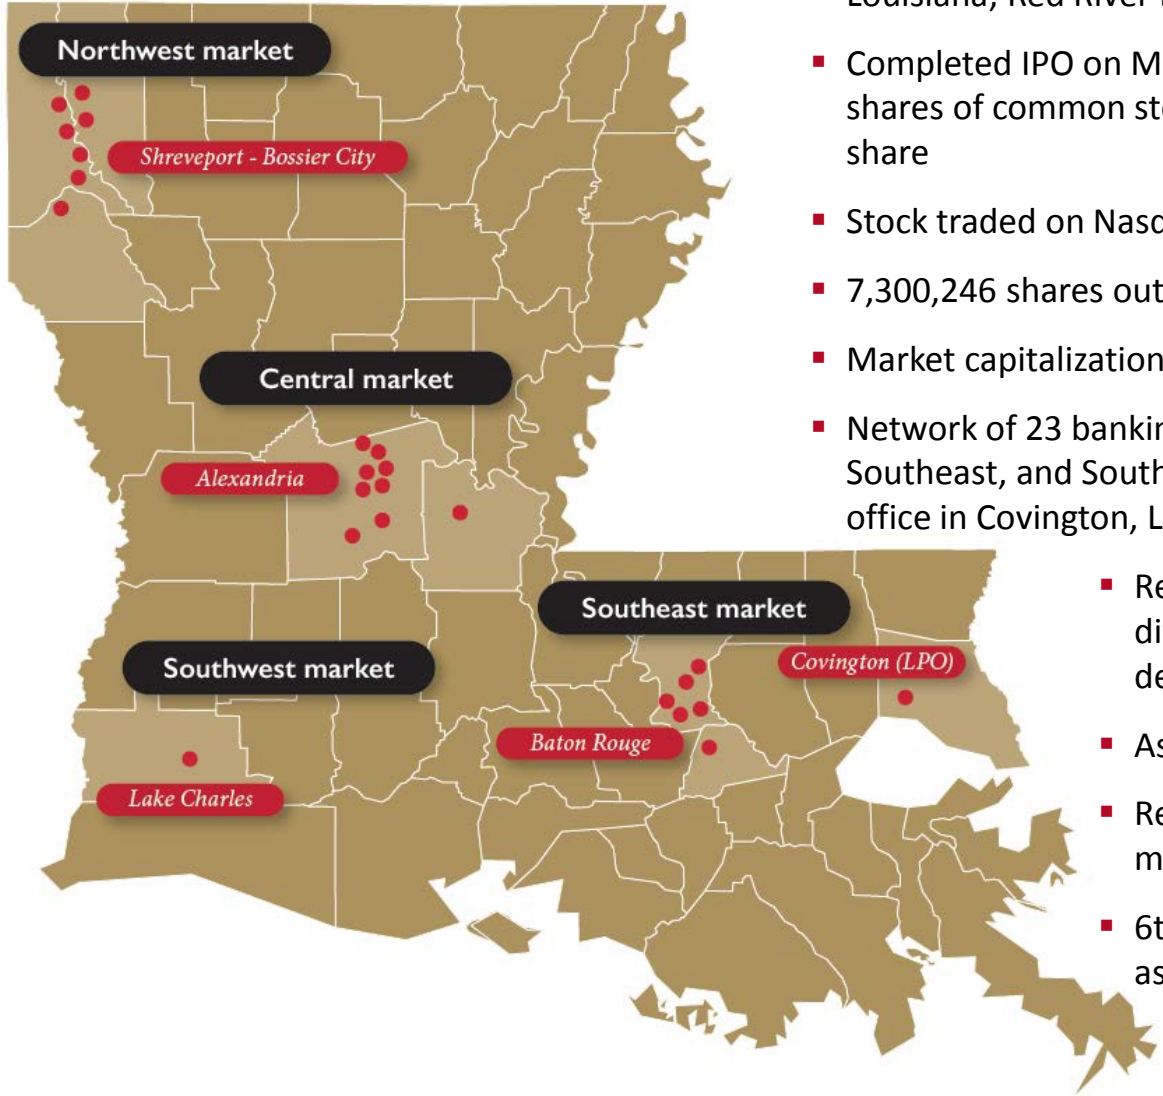 Northwest market
Shreveport - Bossier City
Central market
Alexandria
Southeast market
Covington (LPO)
Southwest market
Baton Rouge
Lake Charles
Louisiana, Red River
▪ Completed IPO on M
shares of common sto
share
▪ Stock traded on Nasd
▪ 7,300,246 shares out
▪ Market capitalization
▪ Network of 23 bankin
Southeast, and South
office in Covington, L
▪ Re
di
de
▪ As
▪ Re
m
▪ 6t
as